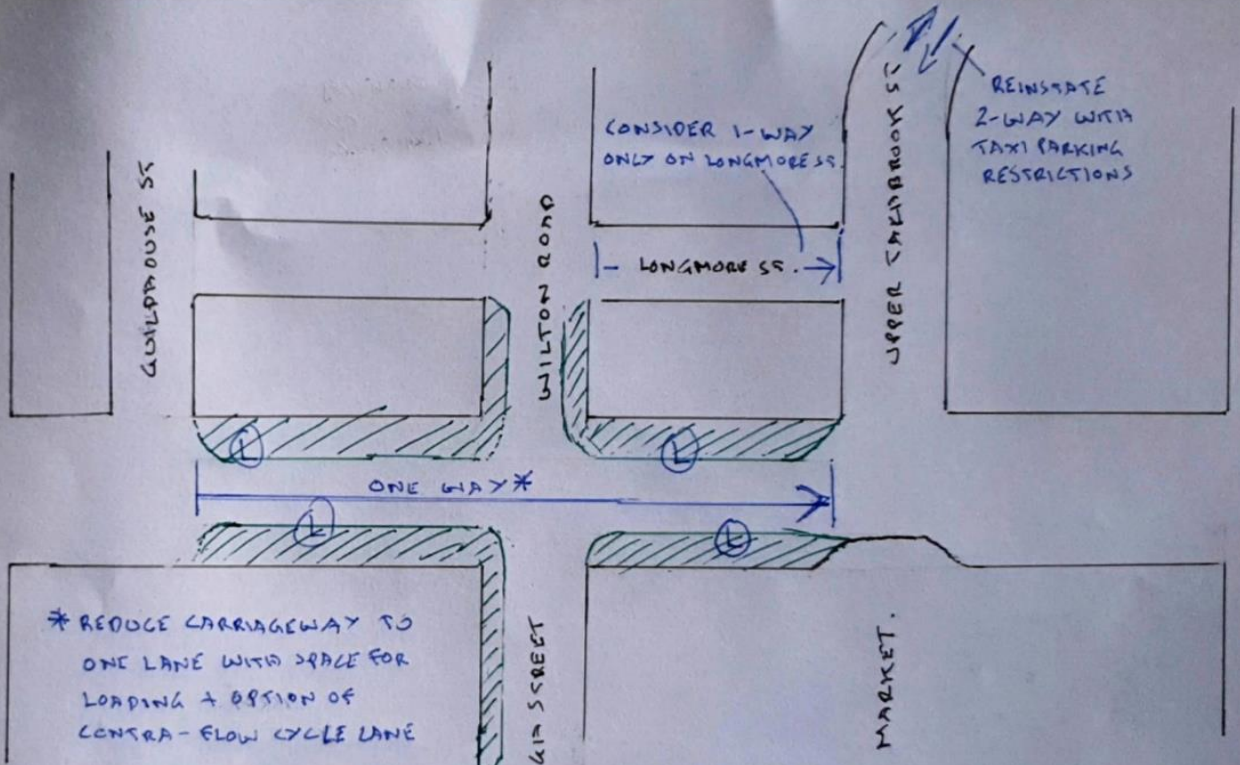 GUILDHOUSE ST
WILTON ROAD
CONSIDER 1-WAY
ONLY ON LONGMORE ST.
LONGMORE ST.
UPPER TACHBROOK ST
REINSTATE
2-WAY WITH
TAXI PARKING
RESTRICTIONS
L
L
ONE WAY*
L
L
* REDUCE CARRIAGEWAY TO
ONE LANE WITH SPACE FOR
LOADING + OPTION OF
CONTRA-FLOW CYCLE LANE
STREET
MARKET.